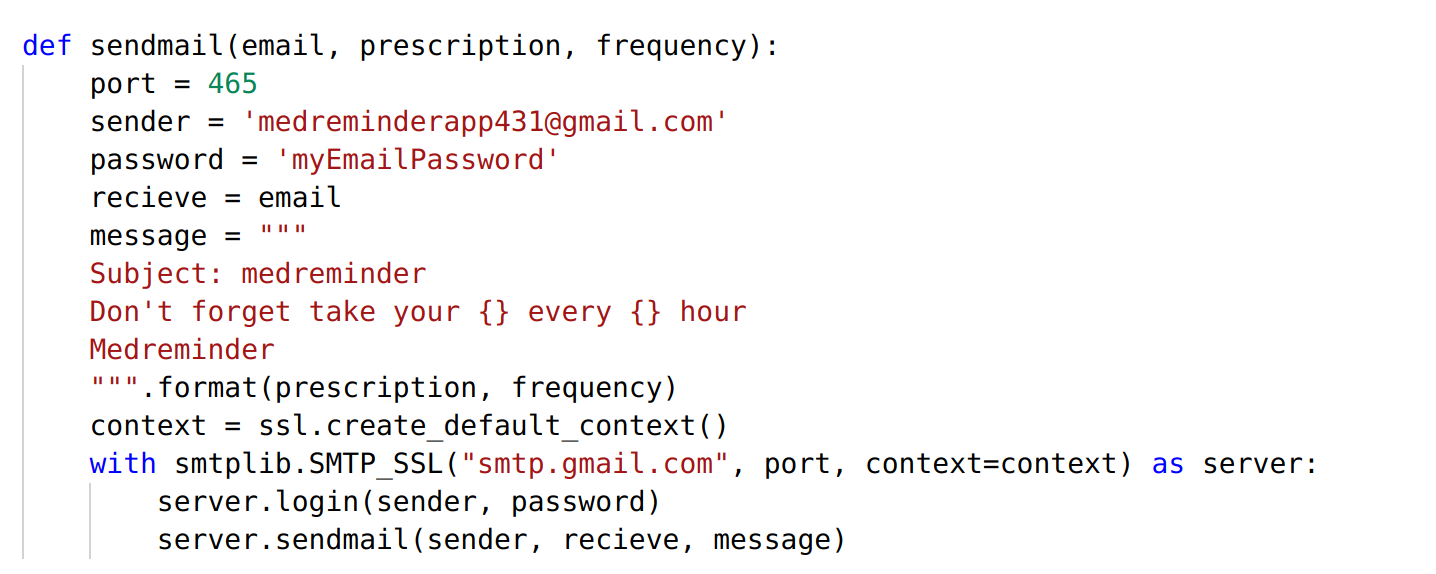 def sendmail(email, prescription, frequency):
    port = 465
    sender = 'medreminderapp431@gmail.com'
    password = 'myEmailPassword'
    recieve = email
    message = """
    Subject: medreminder
    Don't forget take your {} every {} hour
    Medreminder
    """.format(prescription, frequency)
    context = ssl.create_default_context()
    with smtplib.SMTP_SSL("smtp.gmail.com", port, context=context) as server:
        server.login(sender, password)
        server.sendmail(sender, recieve, message)